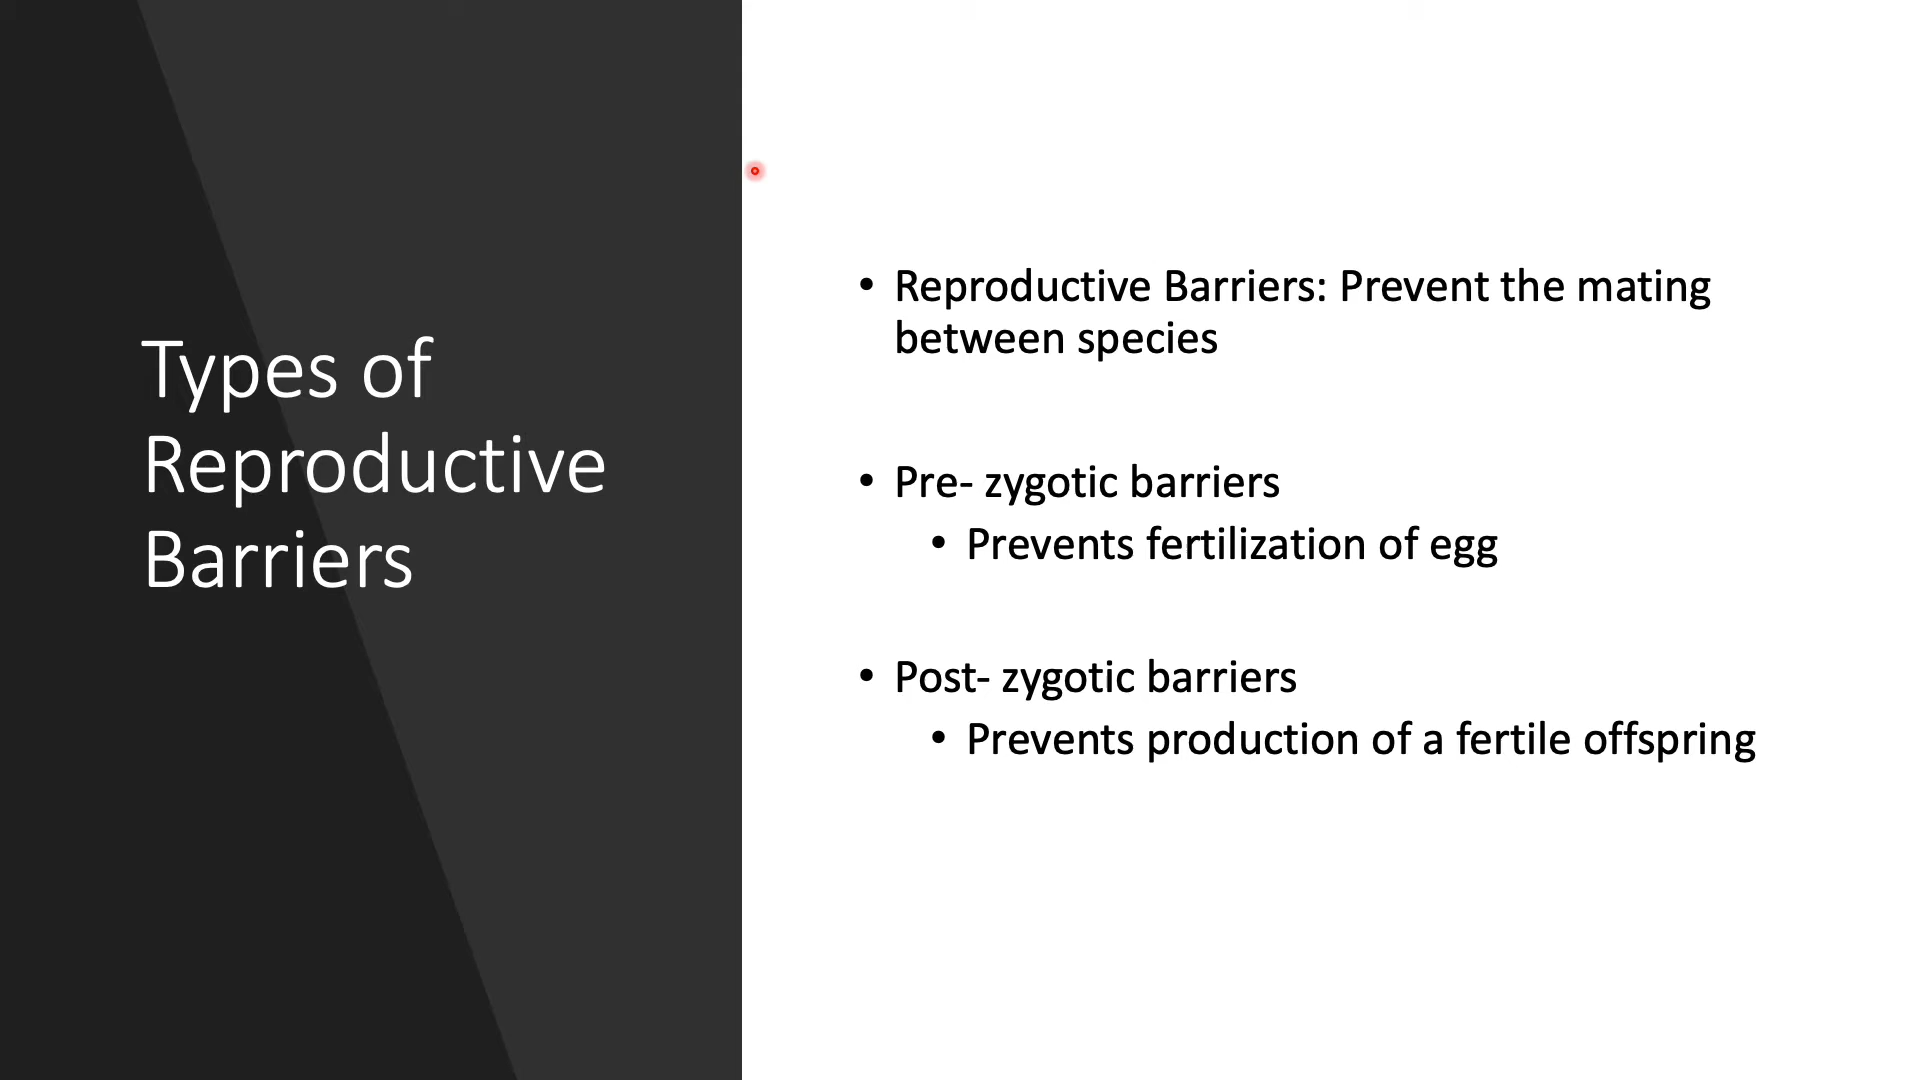 Types of
Reproductive
Barriers
• Reproductive Barriers: Prevent the mating
between species
• Pre- zygotic barriers
• Prevents fertilization of egg
• Post- zygotic barriers
• Prevents production of a fertile offspring